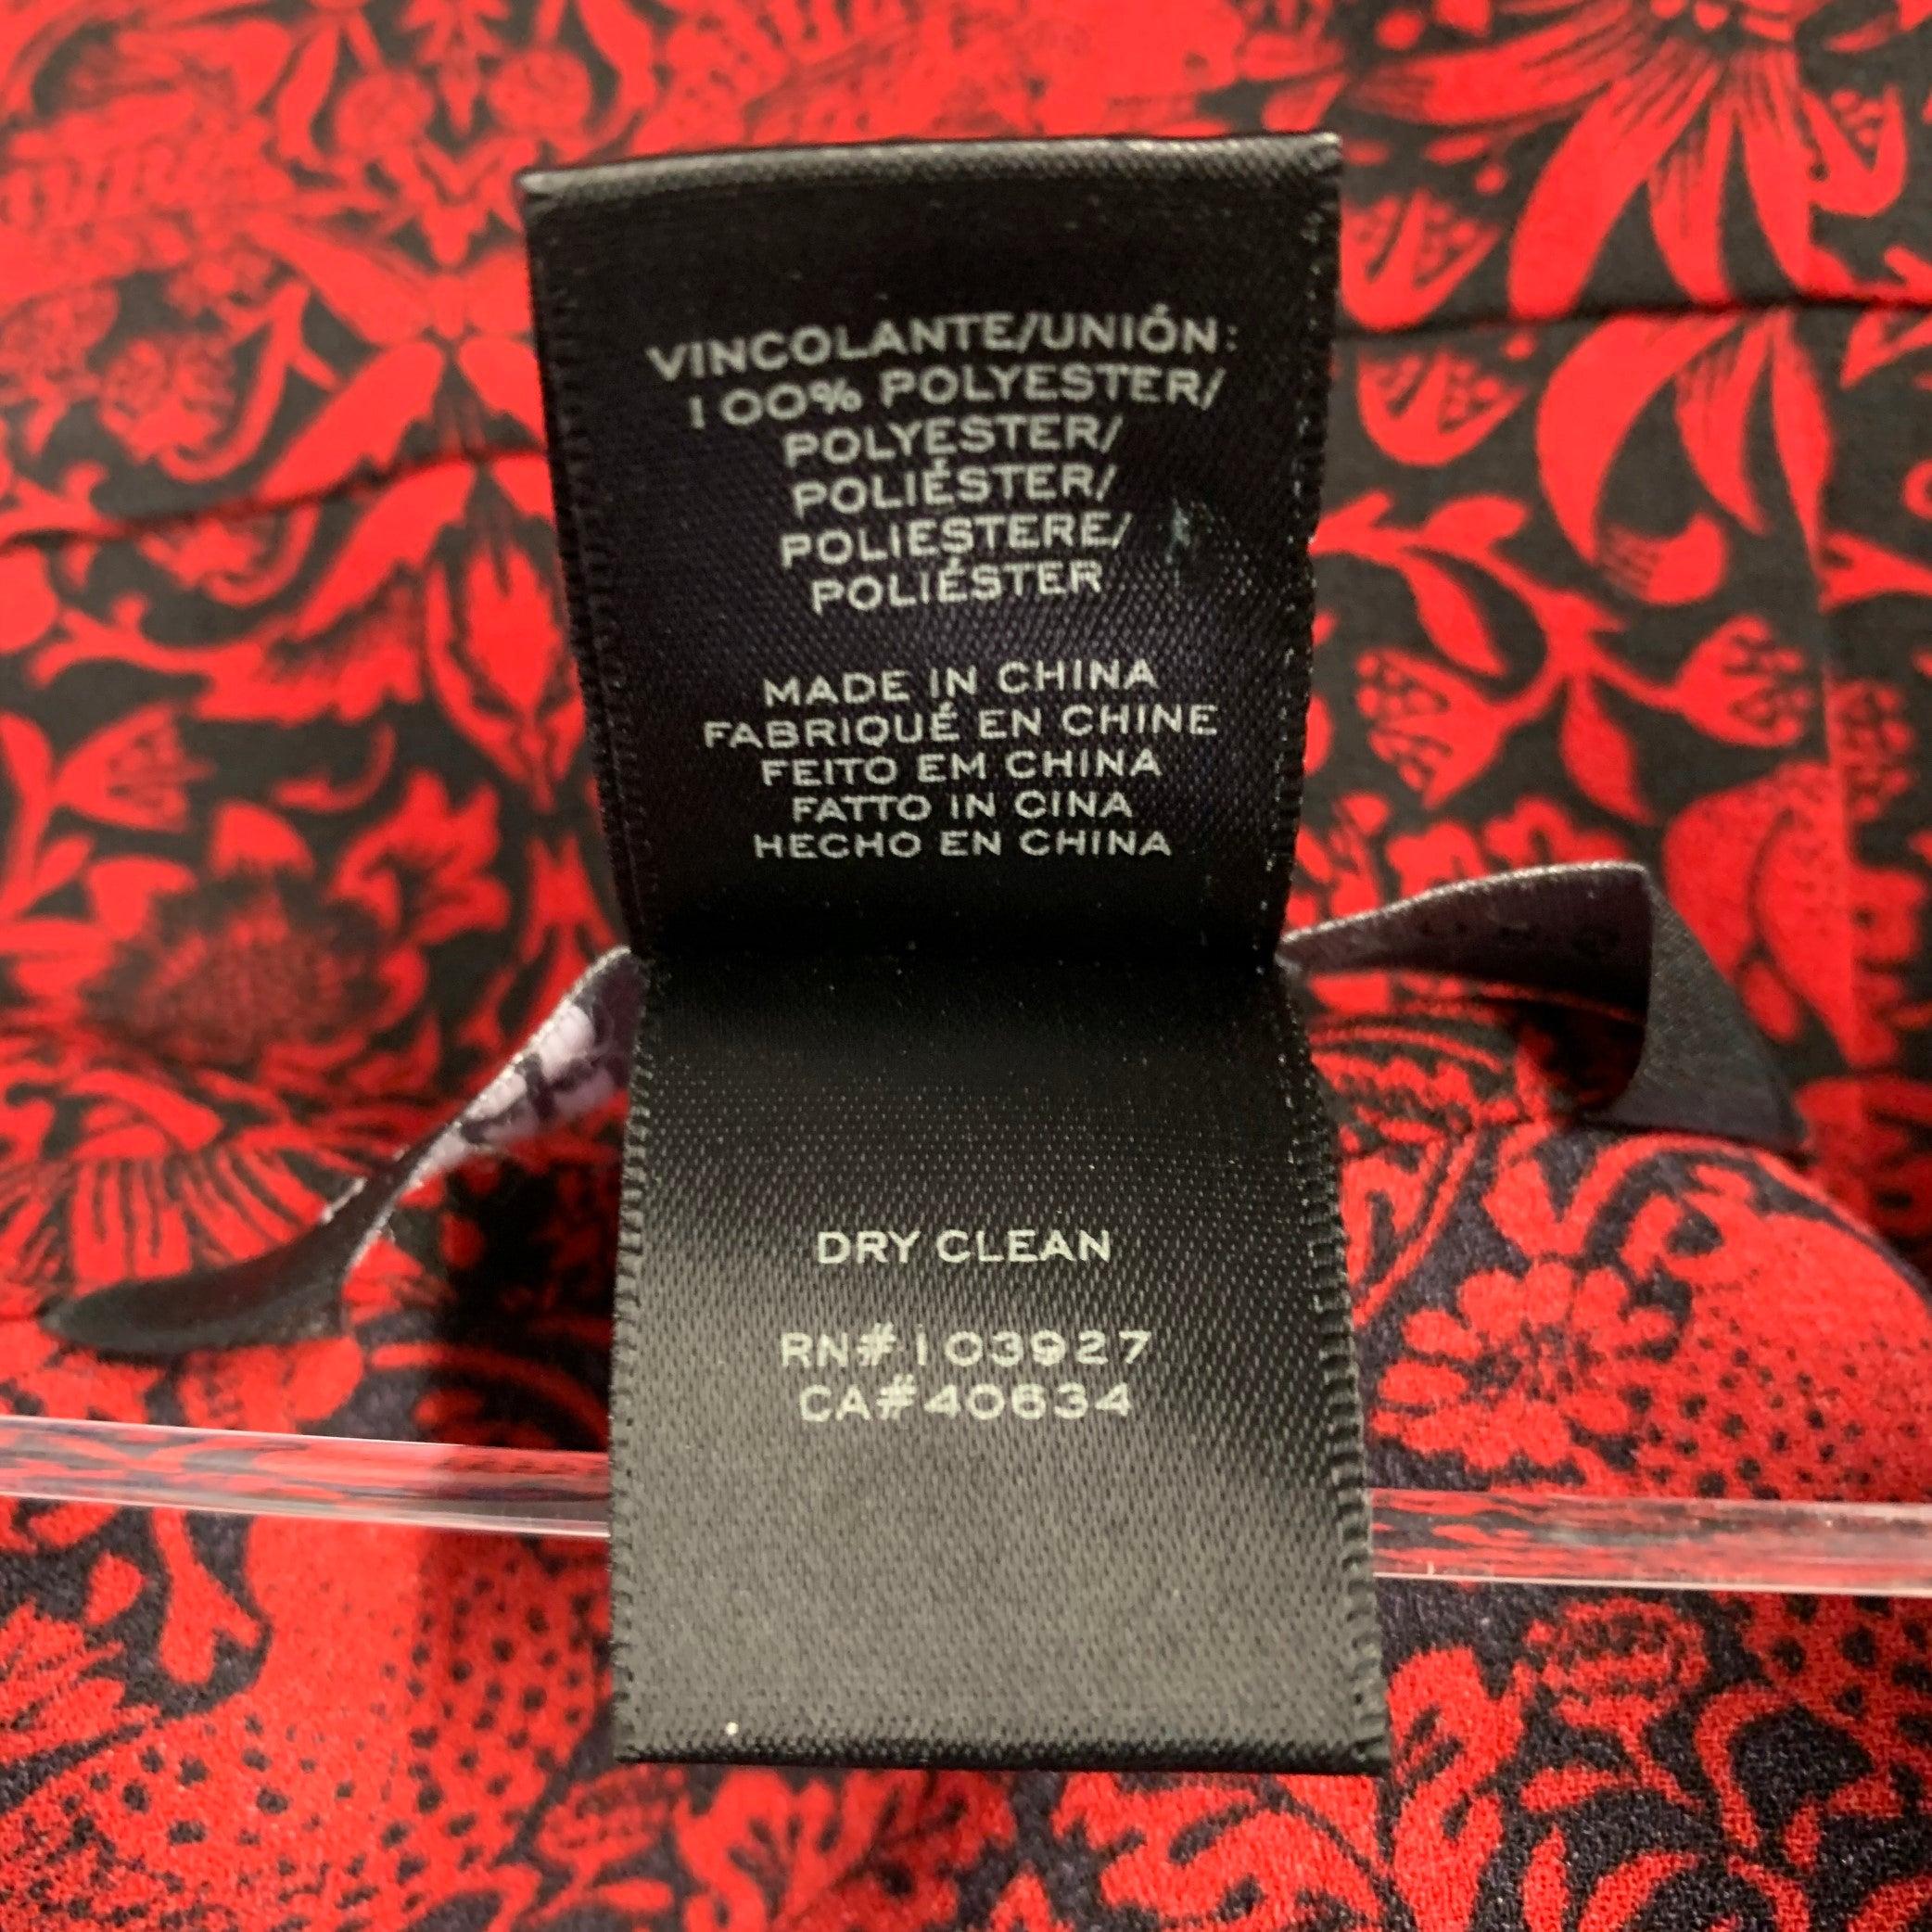 VINCOLANTE/UNIÓN:
100% POLYESTER/
POLYESTER/
POLIÉSTER/
POLIESTERE/
POLIÉSTER
MADE IN CHINA
FABRIQUÉ EN CHINE
FEITO EM CHINA
FATTO IN CINA
HECHO EN CHINA
DRY CLEAN
RN#103927
CA#40634